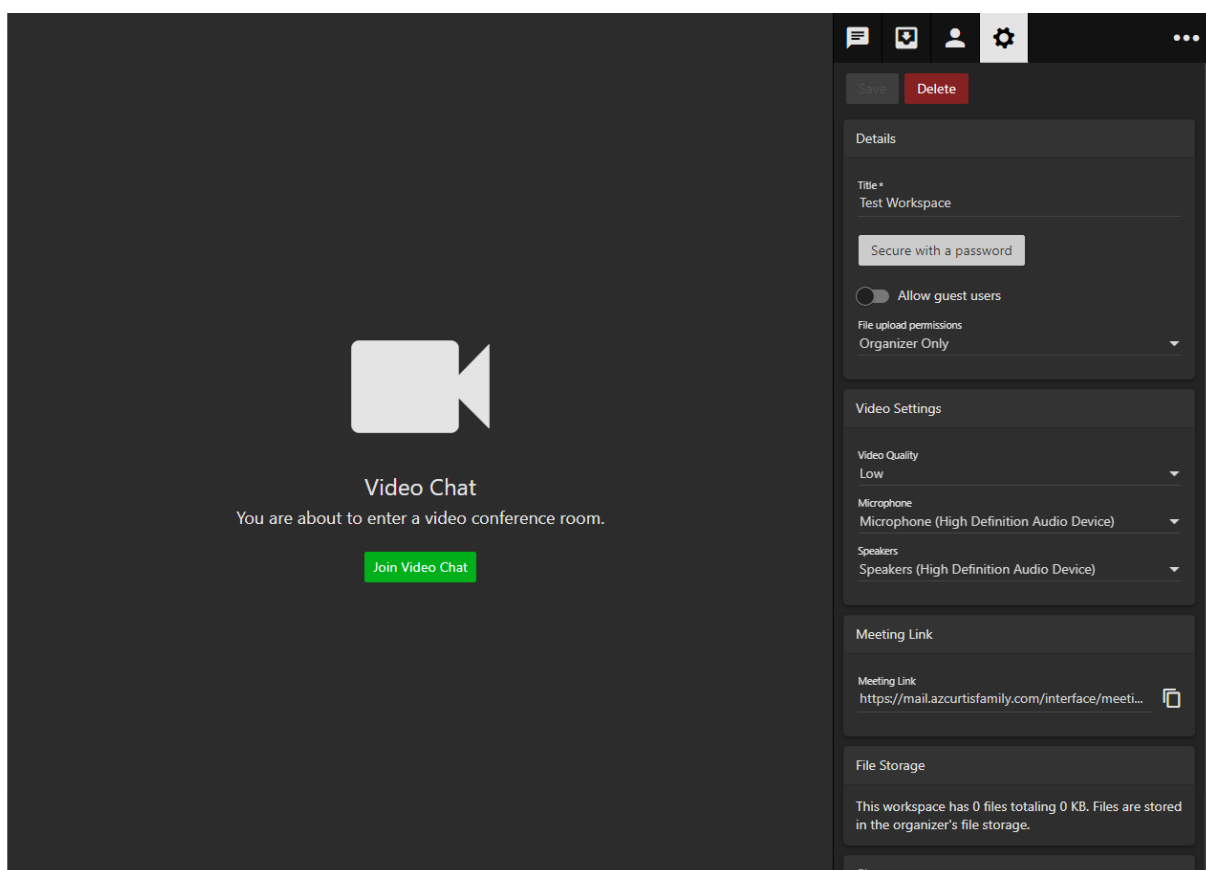 Save Delete
Details
Title *
Test Workspace
Secure with a password
Allow guest users
File upload permissions
Organizer Only
Video Settings
Video Quality
Low
Microphone
Microphone (High Definition Audio Device)
Speakers
Speakers (High Definition Audio Device)
Meeting Link
Meeting Link
https://mail.azcurtisfamily.com/interface/meeti...
File Storage
This workspace has 0 files totaling 0 KB. Files are stored
in the organizer's file storage.
Video Chat
You are about to enter a video conference room.
Join Video Chat